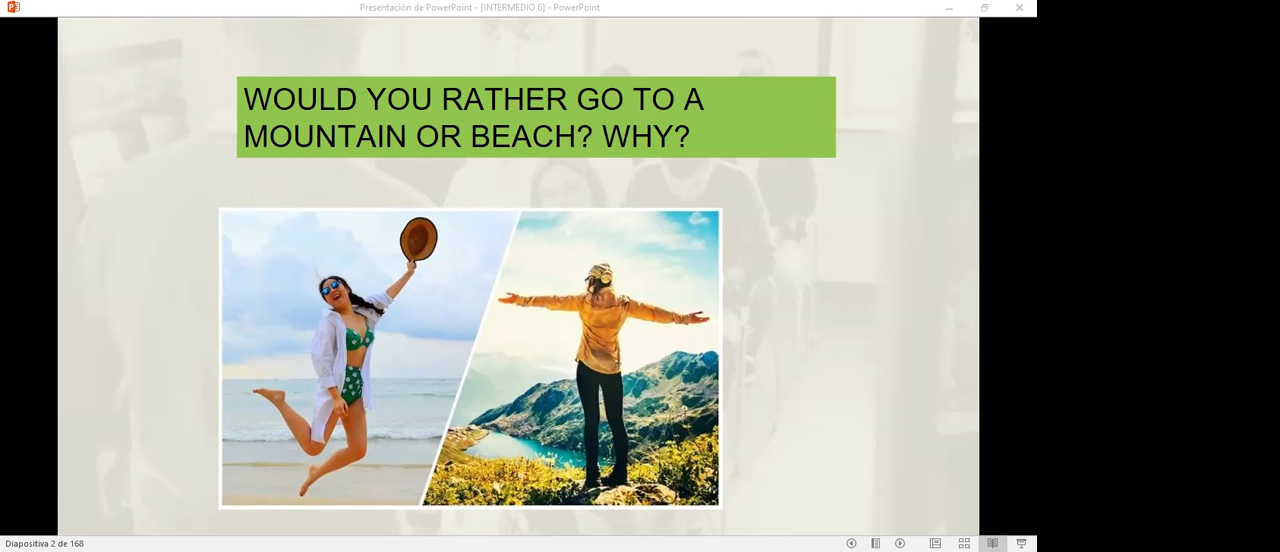 Presentación de PowerPoint - [INTERMEDIO 6] - PowerPoint
WOULD YOU RATHER GO TO A
MOUNTAIN OR BEACH? WHY?
Diapositiva 2 de 168